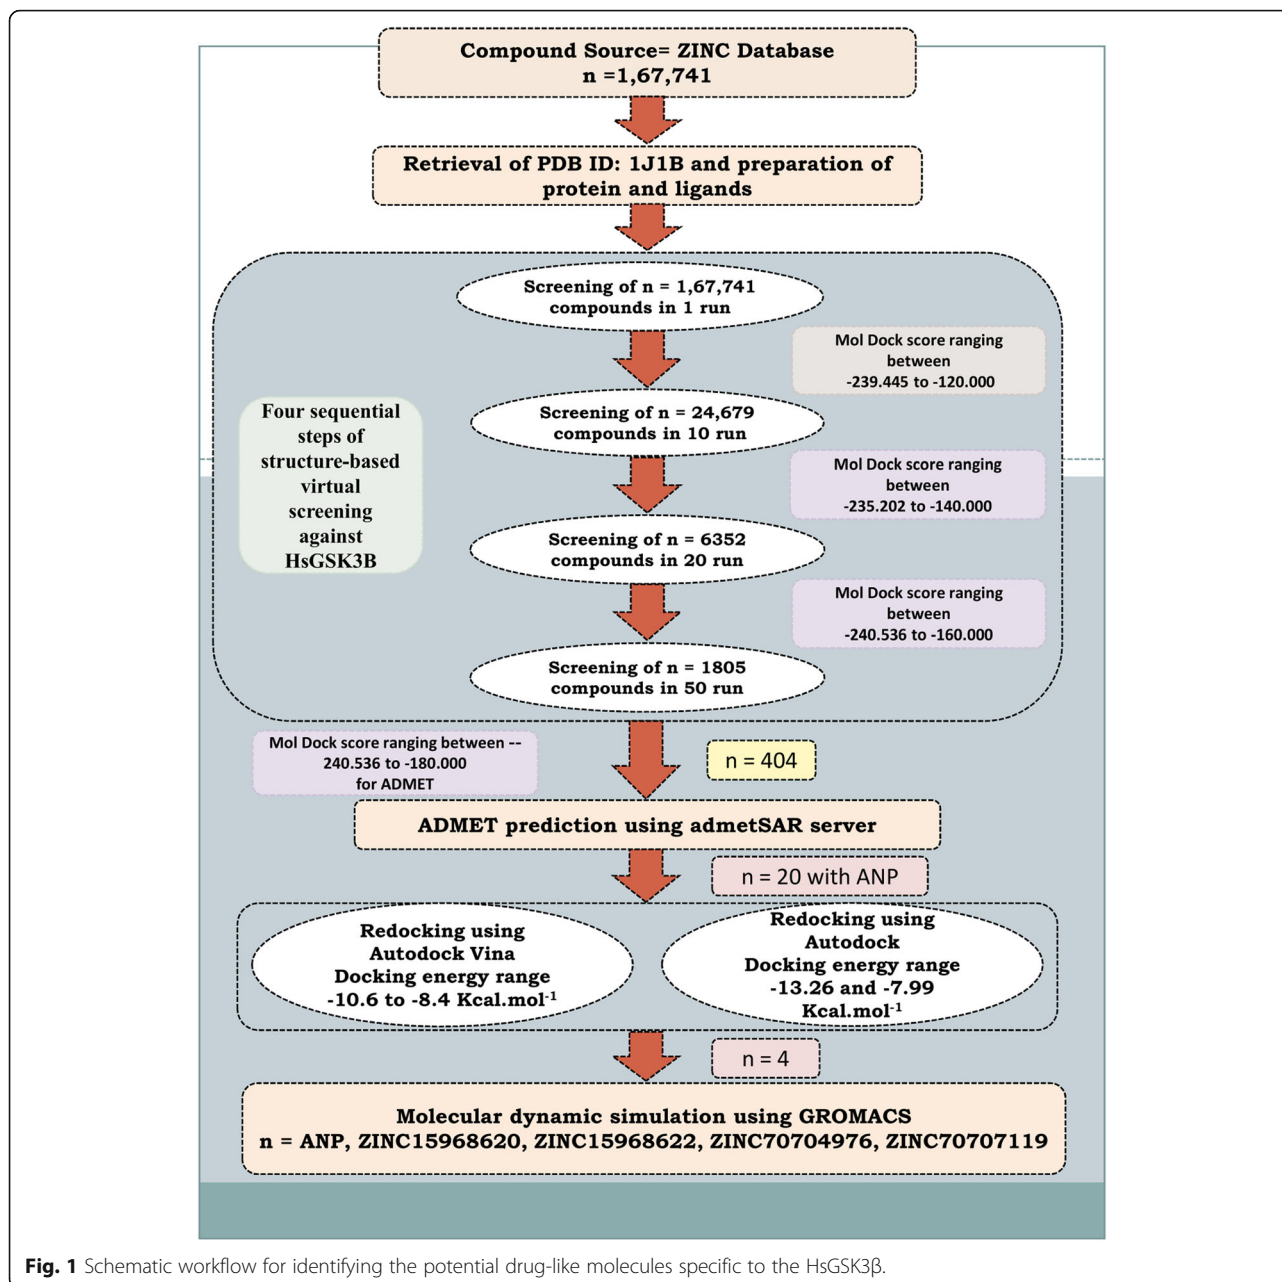 Compound Source= ZINC Database
n =1,67,741
Retrieval of PDB ID: 1J1B and preparation of
protein and ligands
Screening of n = 1,67,741
compounds in 1 run
Mol Dock score ranging
between
-239.445 to -120.000
Screening of n = 24,679
compounds in 10 run
Four sequential
steps of
structure-based
virtual
screening
against
HsGSK3B
Mol Dock score ranging
between
-235.202 to -140.000
Screening of n = 6352
compounds in 20 run
Mol Dock score ranging
between
-240.536 to -160.000
Screening of n = 1805
compounds in 50 run
Mol Dock score ranging between --
240.536 to -180.000
for ADMET
n = 404
ADMET prediction using admetSAR server
n = 20 with ANP
Redocking using
Autodock Vina
Docking energy range
-10.6 to -8.4 Kcal.mol-1
Redocking using
Autodock
Docking energy range
-13.26 and -7.99
Kcal.mol-1
n = 4
Molecular dynamic simulation using GROMACS
n = ANP, ZINC15968620, ZINC15968622, ZINC70704976, ZINC70707119
Fig. 1 Schematic workflow for identifying the potential drug-like molecules specific to the HsGSK3β.